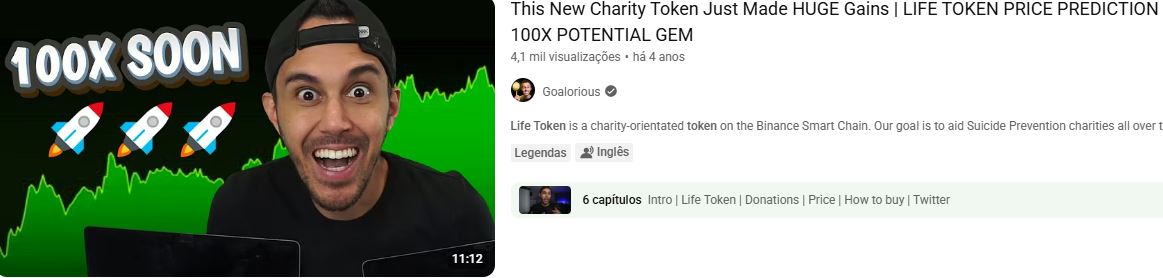 100X SOON
11:12
This New Charity Token Just Made HUGE Gains | LIFE TOKEN PRICE PREDICTION
100X POTENTIAL GEM
4,1 mil visualizações • há 4 anos
Goalorious
Life Token is a charity-orientated token on the Binance Smart Chain. Our goal is to aid Suicide Prevention charities all over t
Legendas Inglês
6 capítulos Intro | Life Token | Donations | Price | How to buy | Twitter